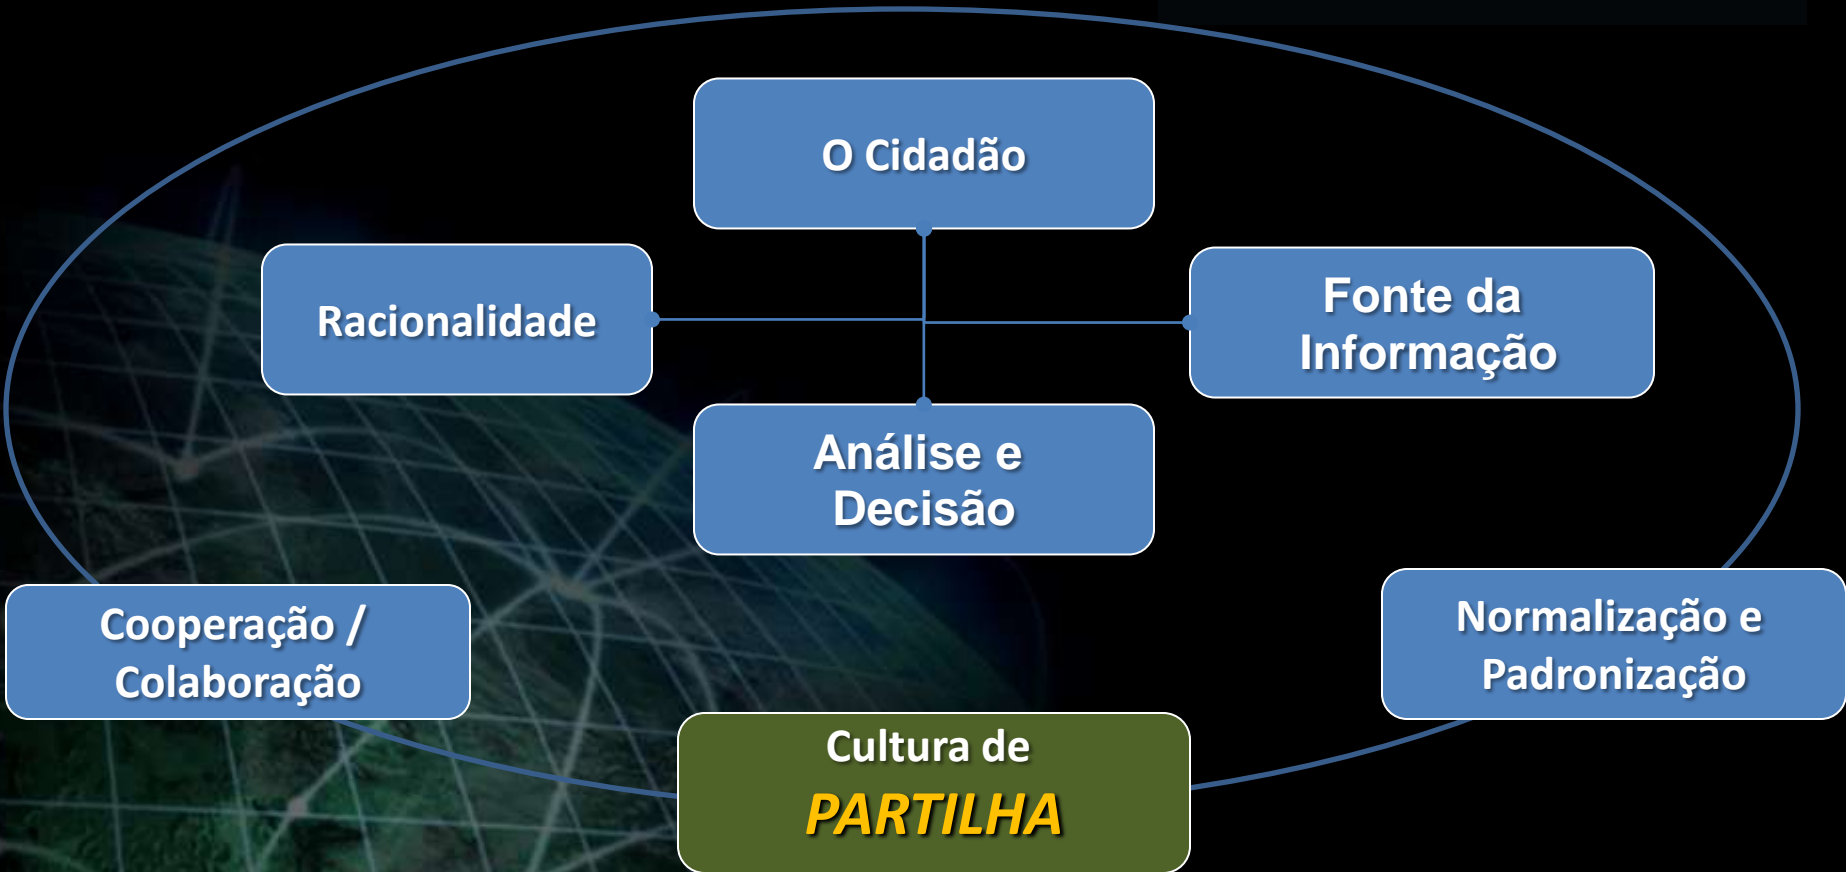 O Cidadão
Racionalidade
Fonte da
Informação
Análise e
Decisão
Cooperação /
Colaboração
Normalização e
Padronização
Cultura de
PARTILHA